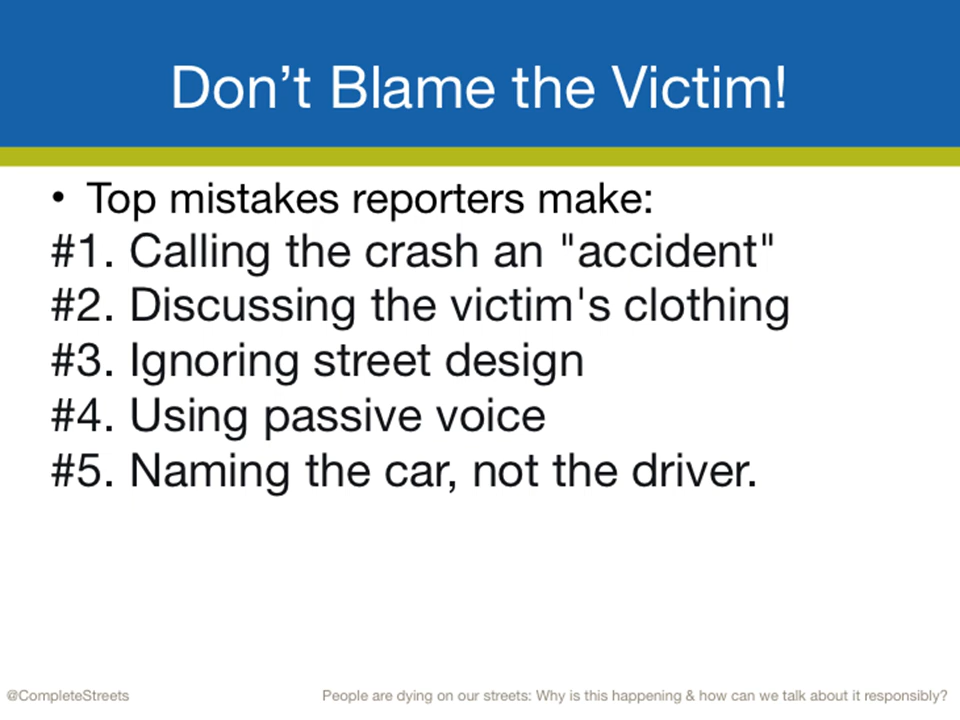 Don’t Blame the Victim!
• Top mistakes reporters make:
#1. Calling the crash an "accident"
#2. Discussing the victim's clothing
#3. Ignoring street design
#4. Using passive voice
#5. Naming the car, not the driver.
@CompleteStreets
People are dying on our streets: Why is this happening & how can we talk about it responsibly?